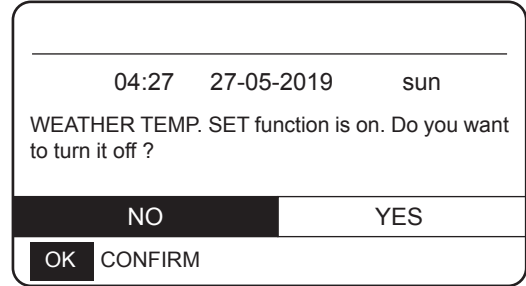 04:27 27-05-2019 sun
WEATHER TEMP. SET function is on. Do you want
to turn it off ?
NO YES
OK CONFIRM